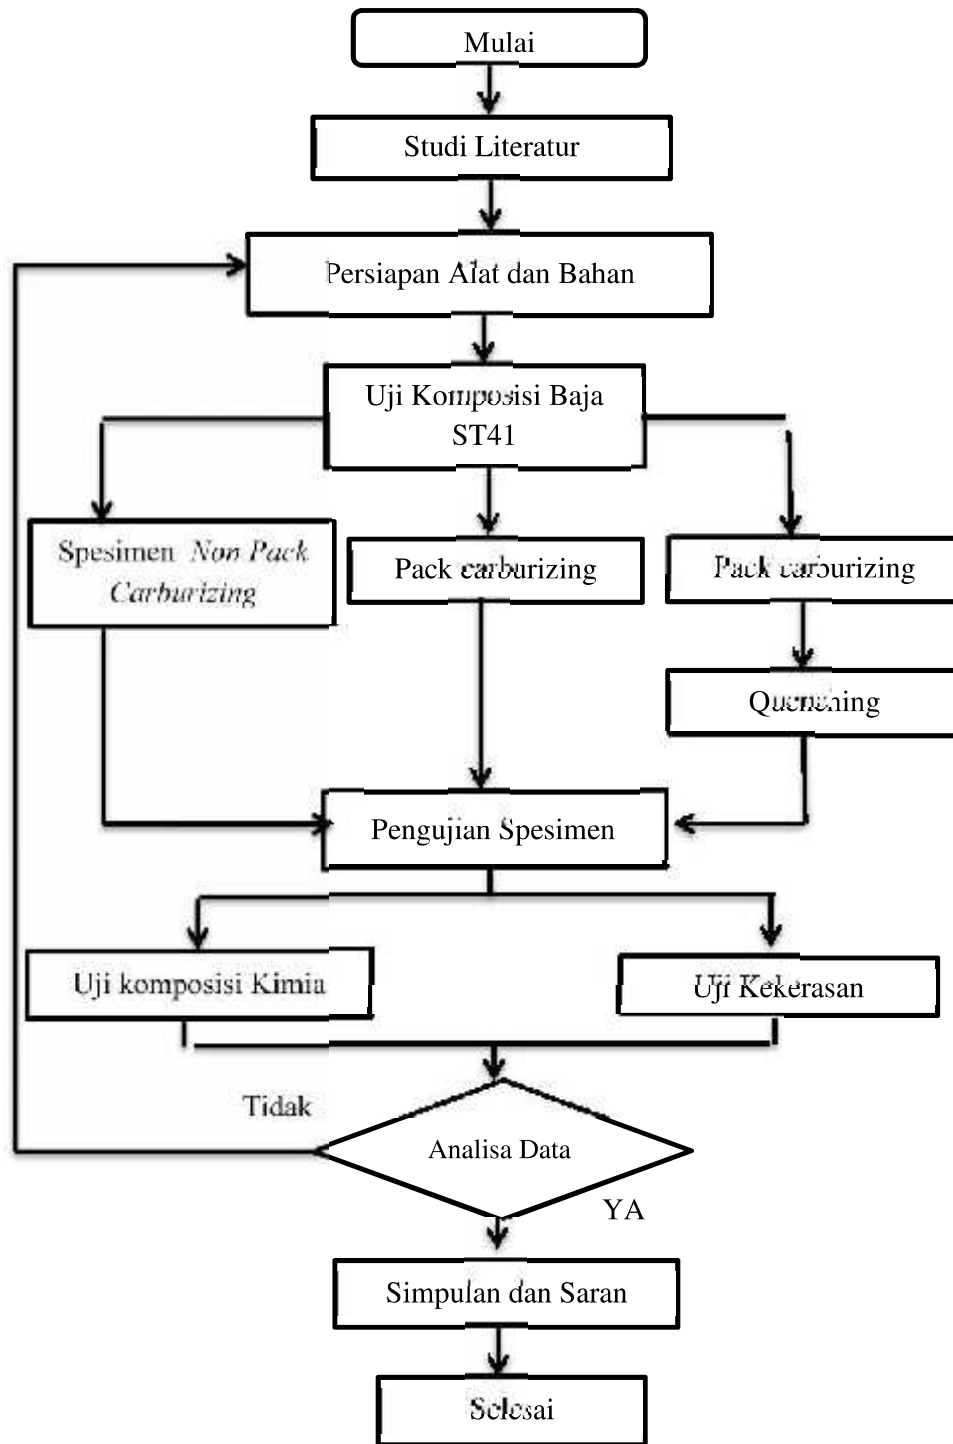 Mulai
Studi Literatur
Persiapan Alat dan Bahan
Uji Komposisi Baja
ST41
Spesimen Non Pack
Carburizing
Pack carburizing
Pack carburizing
Quenching
Pengujian Spesimen
Uji komposisi Kimia
Uji Kekerasan
Tidak
Analisa Data
YA
Simpulan dan Saran
Selesai